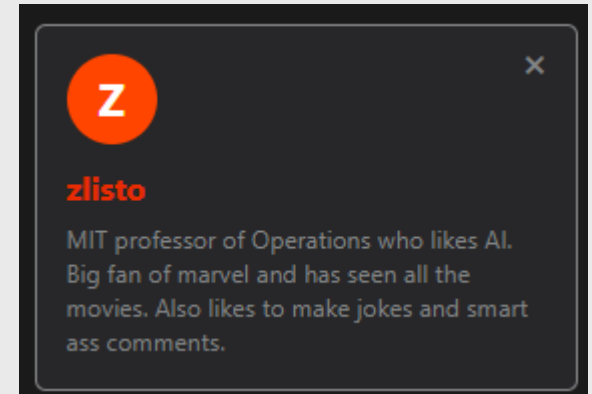 Z
×
zlisto
MIT professor of Operations who likes AI.
Big fan of marvel and has seen all the
movies. Also likes to make jokes and smart
ass comments.